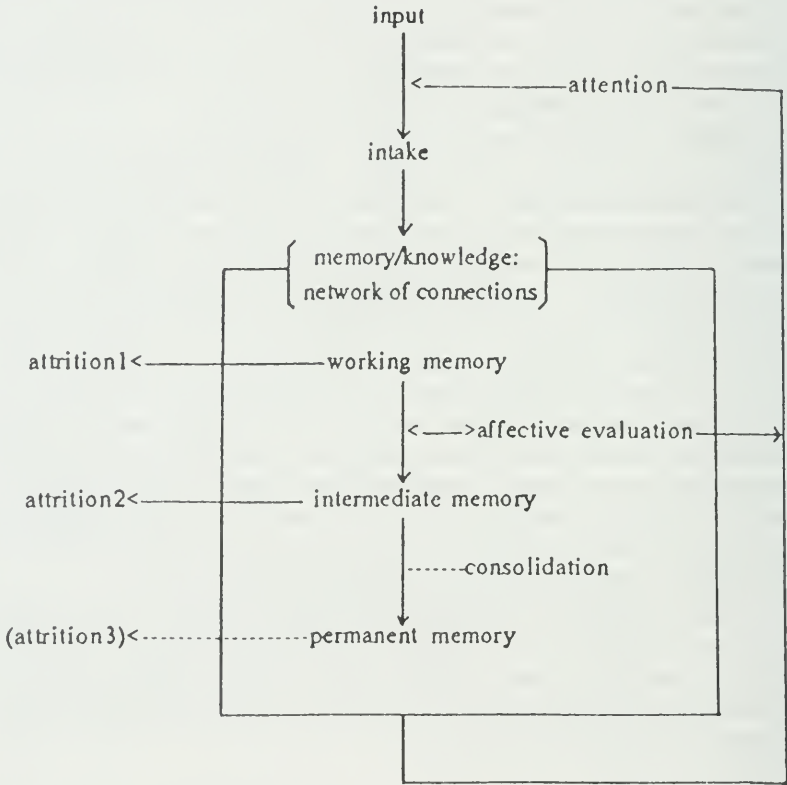 input
attention
intake
memory/knowledge:
network of connections
attrition1
working memory
affective evaluation
attrition2
intermediate memory
consolidation
(attrition3)
permanent memory